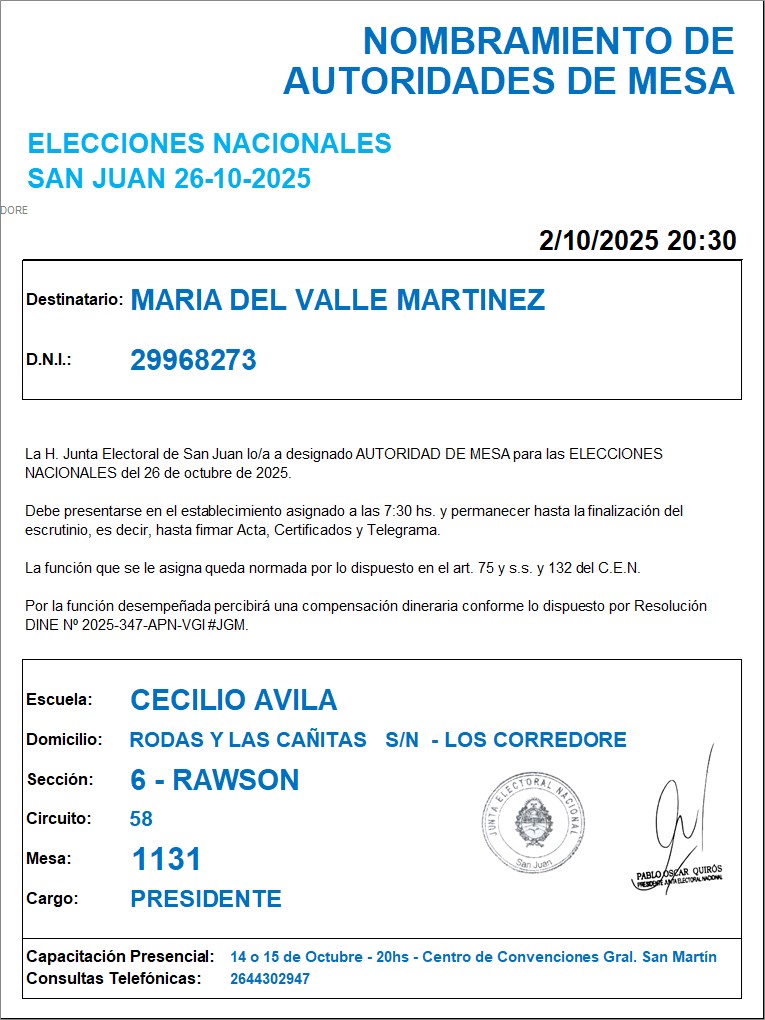 NOMBRAMIENTO DE
AUTORIDADES DE MESA
ELECCIONES NACIONALES
SAN JUAN 26-10-2025
DORE
2/10/2025 20:30
Destinatario: MARIA DEL VALLE MARTINEZ
D.N.I.: 29968273
La H. Junta Electoral de San Juan lo/a a designado AUTORIDAD DE MESA para las ELECCIONES
NACIONALES del 26 de octubre de 2025.
Debe presentarse en el establecimiento asignado a las 7:30 hs. y permanecer hasta la finalización del
escrutinio, es decir, hasta firmar Acta, Certificados y Telegrama.
La función que se le asigna queda normada por lo dispuesto en el art. 75 y s.s. y 132 del C.E.N.
Por la función desempeñada percibirá una compensación dineraria conforme lo dispuesto por Resolución
DINE Nº 2025-347-APN-VGI#JGM.
Escuela: CECILIO AVILA
Domicilio: RODAS Y LAS CAÑITAS S/N - LOS CORREDORE
Sección: 6 - RAWSON
Circuito: 58
Mesa: 1131
Cargo: PRESIDENTE
JUNTA ELECTORAL NACIONAL
San Juan
PABLO OSCAR QUIRÓS
PRESIDENTE JUNTA ELECTORAL NACIONAL
Capacitación Presencial: 14 o 15 de Octubre - 20hs - Centro de Convenciones Gral. San Martín
Consultas Telefónicas: 2644302947